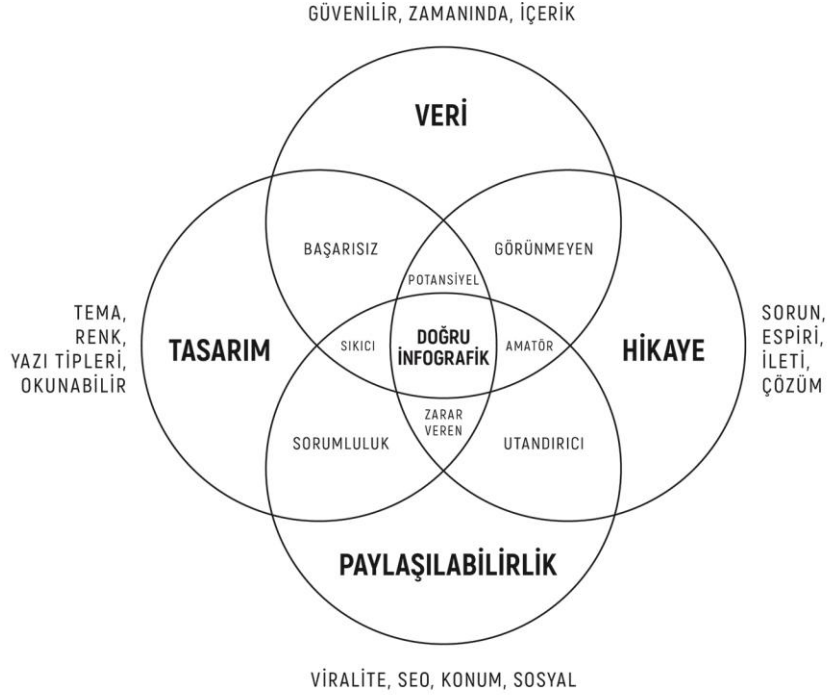 GÜVENİLİR, ZAMANINDA, İÇERİK
VERİ
BAŞARISIZ
GÖRÜNMEYEN
POTANSİYEL
TEMA,
RENK,
YAZI TİPLERİ,
OKUNABİLİR
TASARIM
SIKICI
DOĞRU
İNFOGRAFİK
AMATÖR
HİKAYE
SORUN,
ESPİRİ,
İLETİ,
ÇÖZÜM
ZARAR
VEREN
SORUMLULUK
UTANDIRICI
PAYLAŞILABİLİRLİK
VİRALİTE, SEO, KONUM, SOSYAL